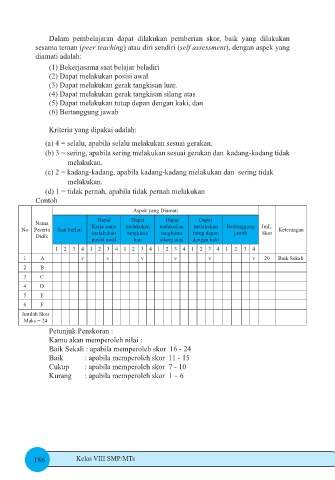 Dalam pembelajaran dapat dilakukan pemberian skor, baik yang dilakukan
sesama teman (peer teaching) atau diri sendiri (self assessment), dengan aspek yang
diamati adalah:
(1) Bekerjasama saat belajar beladiri
(2) Dapat melakukan posisi awal
(3) Dapat melakukan gerak tangkisan luar.
(4) Dapat melakukan gerak tangkisan silang atas
(5) Dapat melakukan tutup depan dengan kaki, dan
(6) Bertanggung jawab
Kriteria yang dipakai adalah:
(a) 4 = selalu, apabila selalu melakukan sesuai gerakan.
(b) 3 = sering, apabila sering melakukan sesuai gerakan dan kadang-kadang tidak
melakukan.
(c) 2 = kadang-kadang, apabila kadang-kadang melakukan dan sering tidak
melakukan.
(d) 1 = tidak pernah, apabila tidak pernah melakukan
Contoh
Aspek yang Diamati
No Nama Peserta Didik Saat berlari Dapat Kerja sama melakukan posisi awal Dapat melakukan tangkisan luar Dapat melakukan tangkisan silang atas Dapat melakukan tutup depan dengan kaki Bertanggung jawab Jml. Skor Keterangan
1 2 3 4 1 2 3 4 1 2 3 4 1 2 3 4 1 2 3 4 1 2 3 4
1 A v v v v v v 20 Baik Sekali
2 B
3 C
4 D
5 E
6 F
Jumlah Skor
Maks = 24
Petunjuk Penskoran :
Kamu akan memperoleh nilai :
Baik Sekali : apabila memperoleh skor 16 - 24
Baik : apabila memperoleh skor 11 - 15
Cukup : apabila memperoleh skor 7 - 10
Kurang : apabila memperoleh skor 1 – 6
186 Kelas VIII SMP/MTs